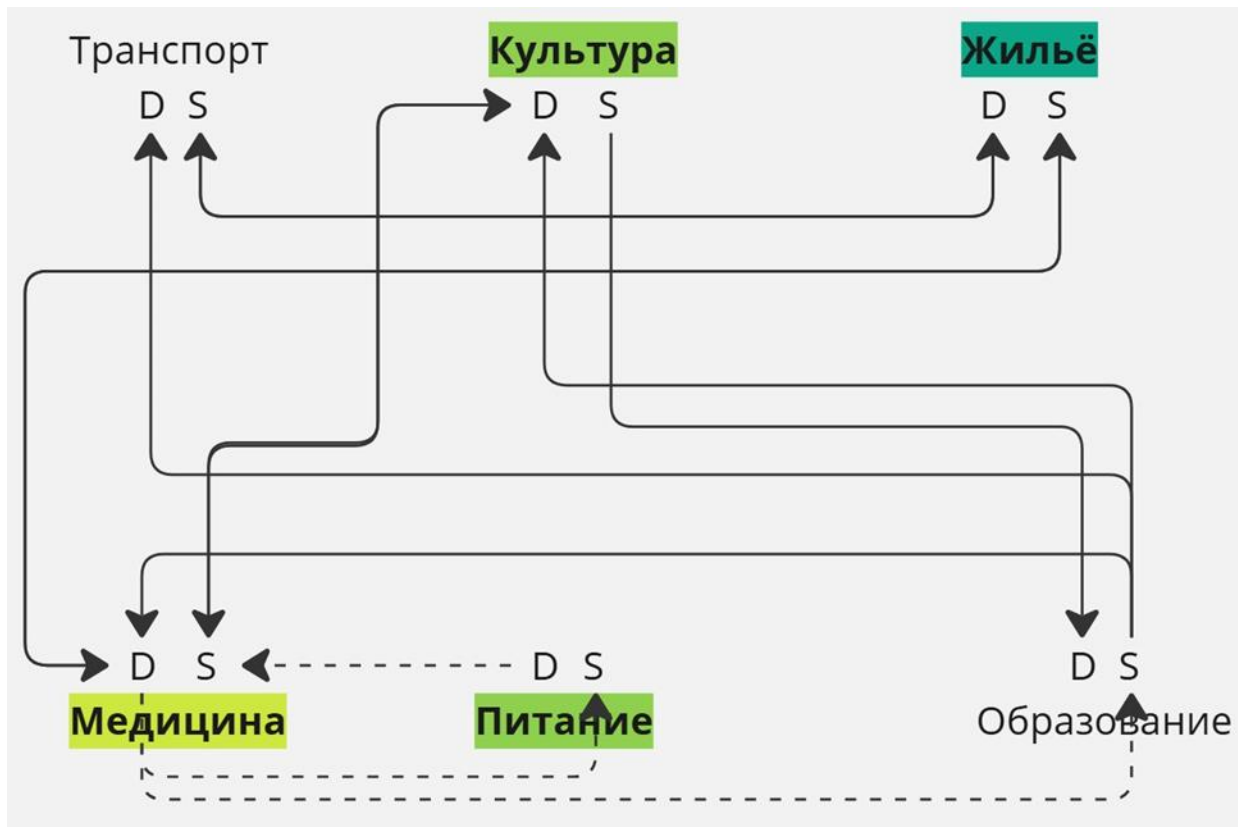 Транспорт
Культура
Жильё
D S
D S
D S
D S
D S
D S
Медицина
Питание
Образование